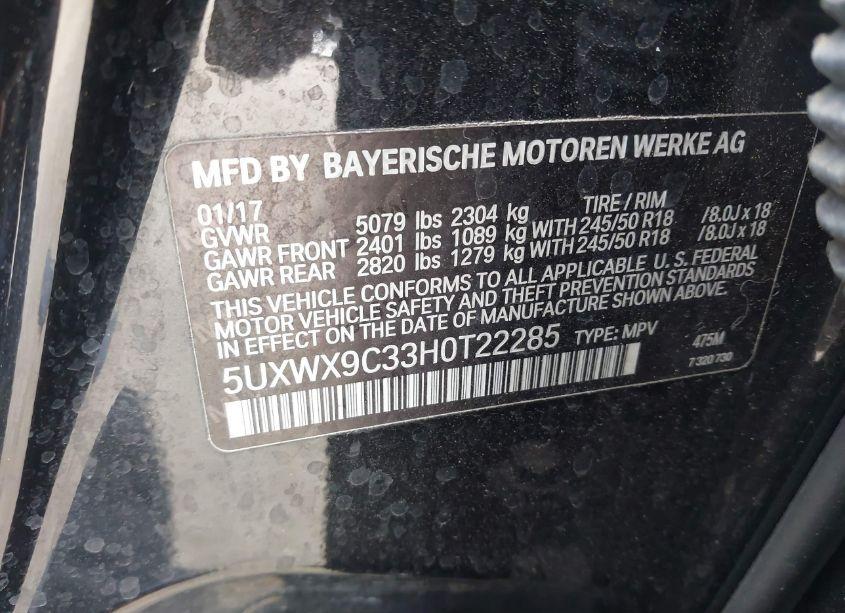 MFD BY BAYERISCHE MOTOREN WERKE AG
01/17 TIRE / RIM
GVWR 5079 lbs 2304 kg
GAWR FRONT 2401 lbs 1089 kg WITH 245/50 R18 /8.0J x 18
GAWR REAR 2820 lbs 1279 kg WITH 245/50 R18 /8.0J x 18
THIS VEHICLE CONFORMS TO ALL APPLICABLE U. S. FEDERAL
MOTOR VEHICLE SAFETY AND THEFT PREVENTION STANDARDS
IN EFFECT ON THE DATE OF MANUFACTURE SHOWN ABOVE.
5UXWX9C33H0T22285 TYPE: MPV 475M
7 320 730